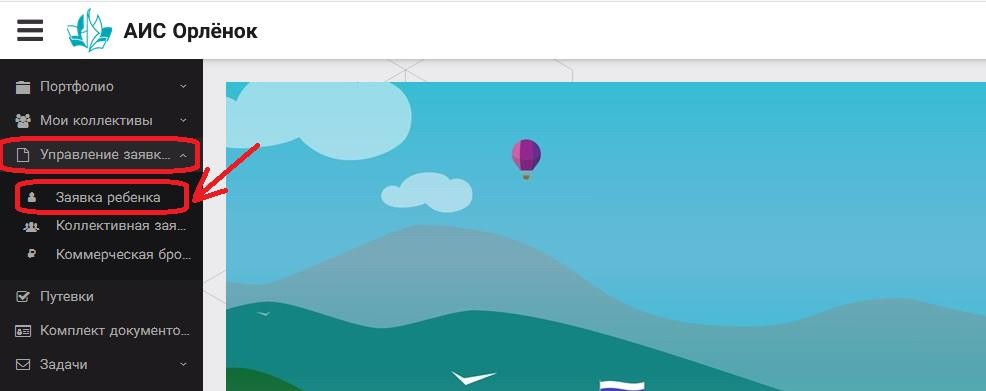 АИС Орлёнок
Портфолио
Мои коллективы
Управление заявк...
Заявка ребенка
Коллективная зая...
Коммерческая бро...
Путевки
Комплект документо...
Задачи